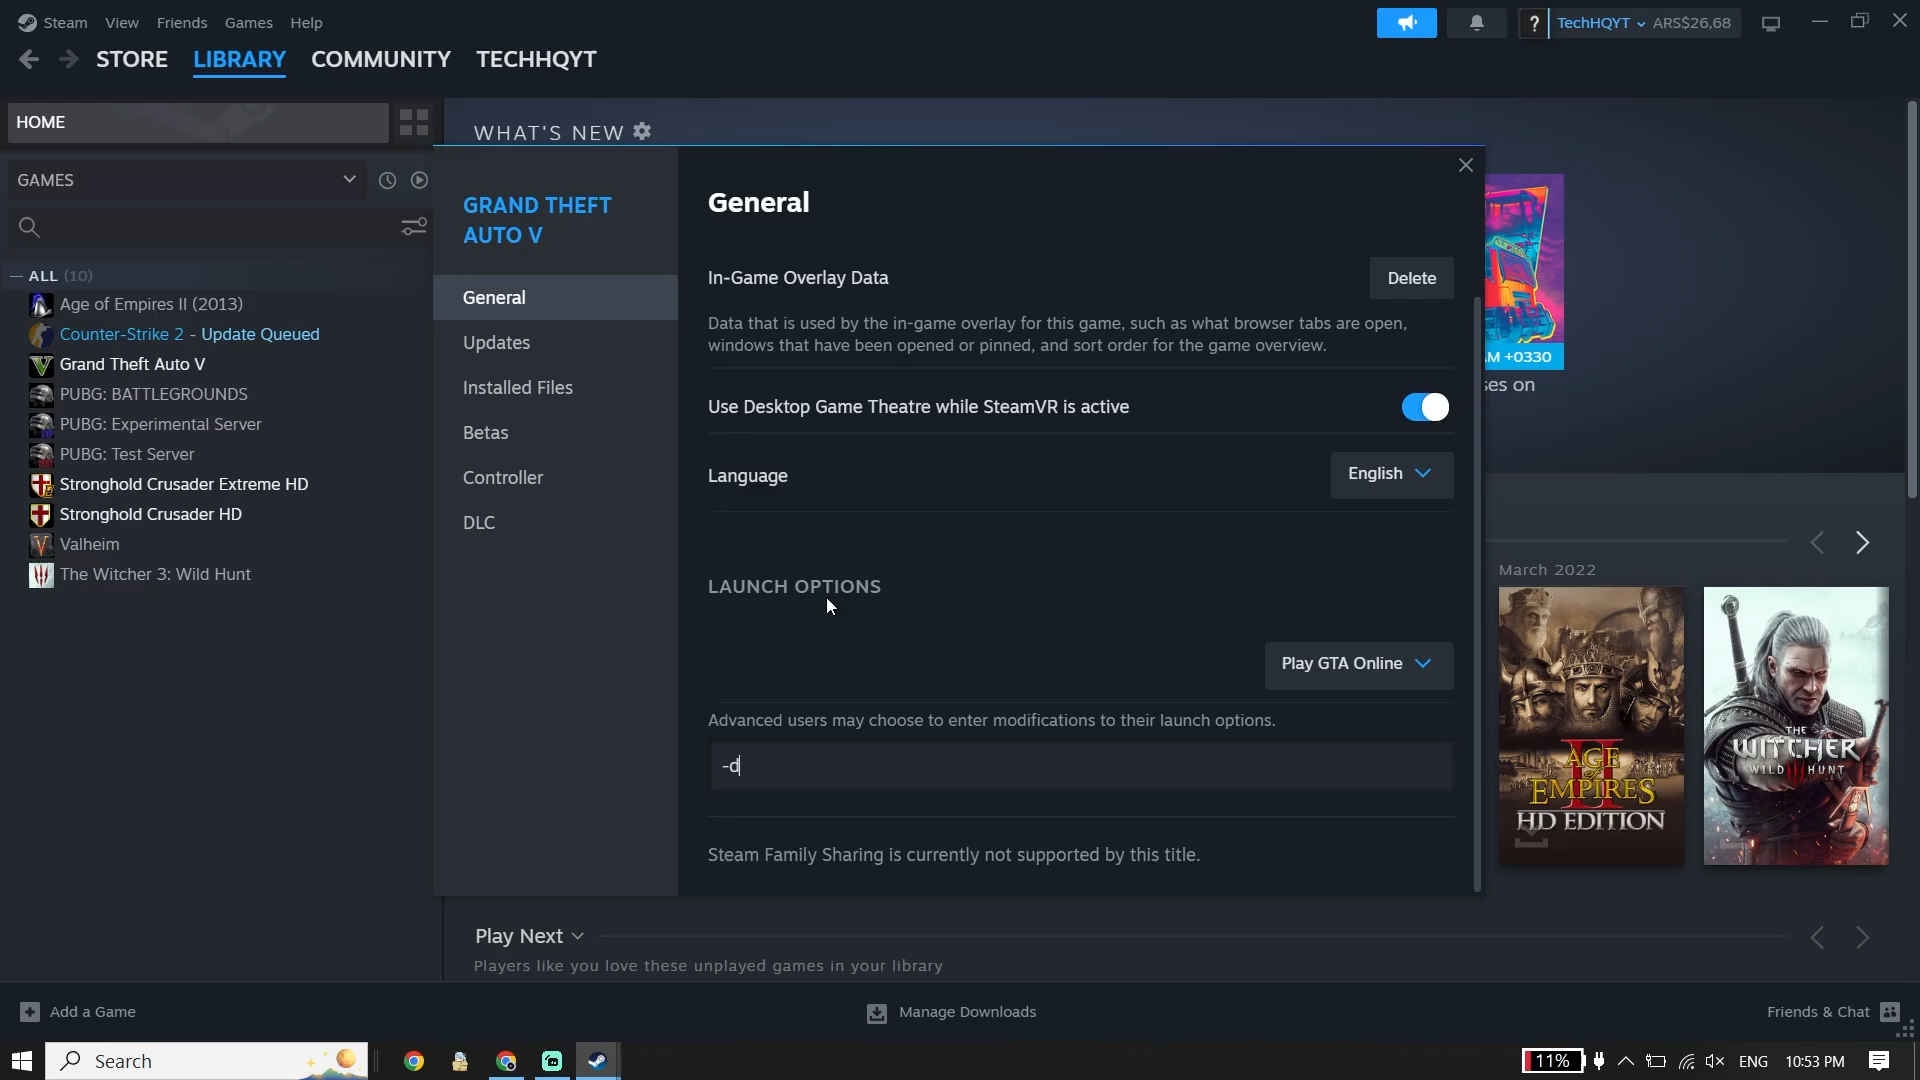 Steam View Friends Games Help
? TechHQYT ARS$26,68
STORE LIBRARY COMMUNITY TECHHQYT
HOME
WHAT'S NEW
GAMES
ALL (10)
Age of Empires II (2013)
Counter-Strike 2 - Update Queued
Grand Theft Auto V
PUBG: BATTLEGROUNDS
PUBG: Experimental Server
PUBG: Test Server
Stronghold Crusader Extreme HD
Stronghold Crusader HD
Valheim
The Witcher 3: Wild Hunt
GRAND THEFT
AUTO V
General
Updates
Installed Files
Betas
Controller
DLC
General
In-Game Overlay Data
Delete
Data that is used by the in-game overlay for this game, such as what browser tabs are open,
windows that have been opened or pinned, and sort order for the game overview.
Use Desktop Game Theatre while SteamVR is active
Language
English
LAUNCH OPTIONS
Play GTA Online
Advanced users may choose to enter modifications to their launch options.
-d
Steam Family Sharing is currently not supported by this title.
+0330
March 2022
AGE
of
EMPIRES
II
HD EDITION
THE
WITCHER
WILD HUNT
Play Next
Players like you love these unplayed games in your library
Add a Game
Manage Downloads
Friends & Chat
Search
11%
ENG
10:53 PM